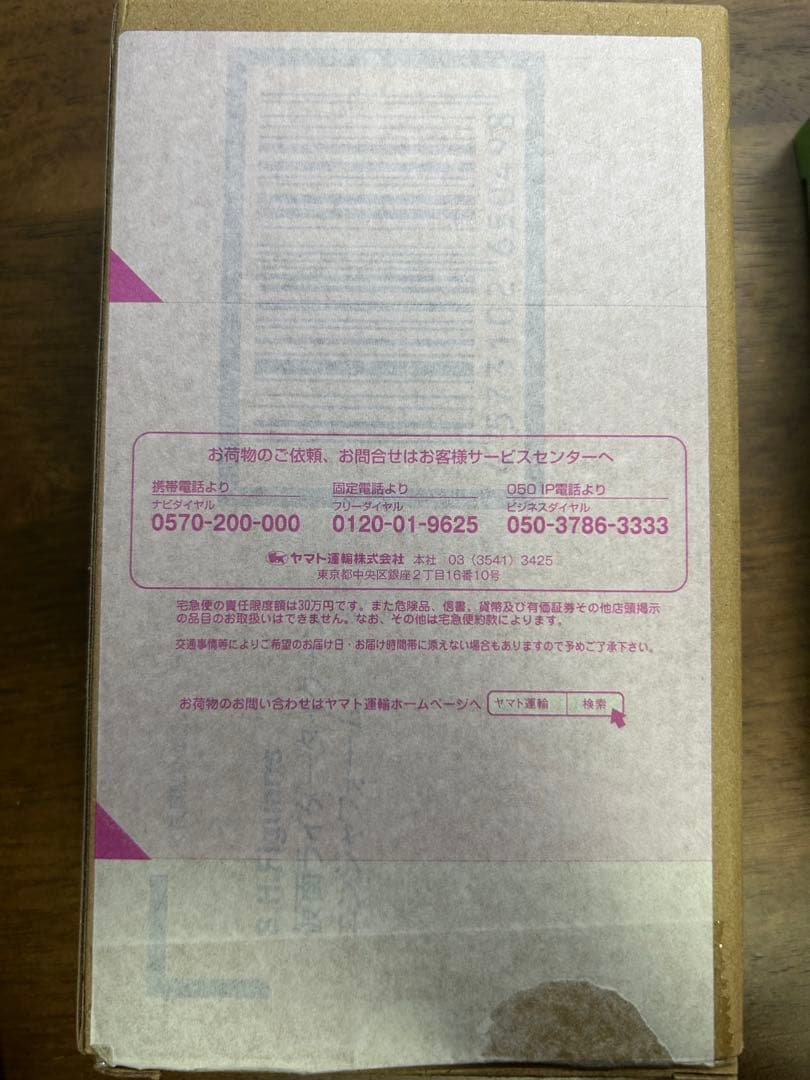 お荷物のご依頼、お問合せはお客様サービスセンターへ
携帯電話より
ナビダイヤル
0570-200-000
固定電話より
フリーダイヤル
0120-01-9625
050 IP電話より
ビジネスダイヤル
050-3786-3333
ヤマト運輸株式会社 本社 03（3541）3425
東京都中央区銀座2丁目16番10号
宅急便の責任限度額は30万円です。また危険品、信書、貨幣及び有価証券その他店頭掲示
の品目のお取扱いはできません。なお、その他は宅急便約款によります。
交通事情等によりご希望のお届け日・お届け時間帯に添えない場合もありますので予めご了承下さい。
お荷物のお問い合わせはヤマト運輸ホームページへ ヤマト運輸 検索
S.H.Figuarts
仮面ライダー